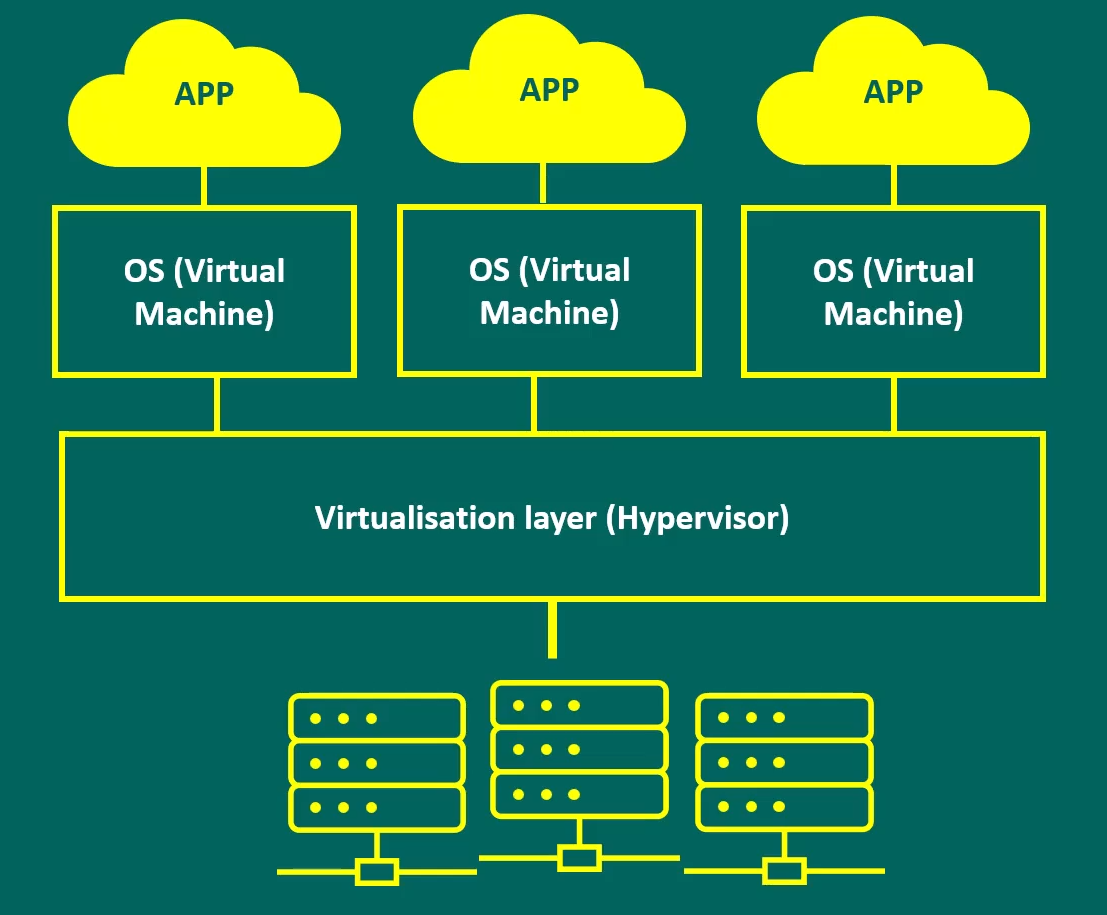 APP
APP
APP
OS (Virtual
Machine)
OS (Virtual
Machine)
OS (Virtual
Machine)
Virtualisation layer (Hypervisor)